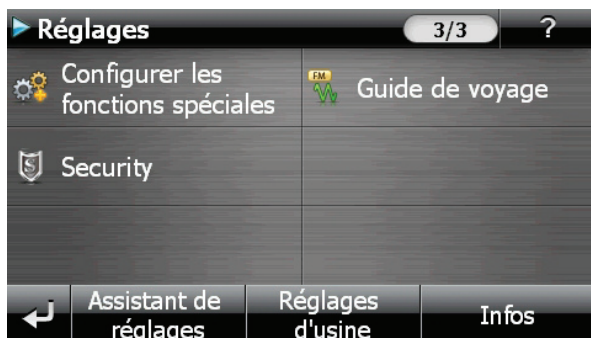 Réglages
3/3
?
Configurer les
fonctions spéciales
FM
Guide de voyage
S
Security
Assistant de
réglages
Réglages
d'usine
Infos